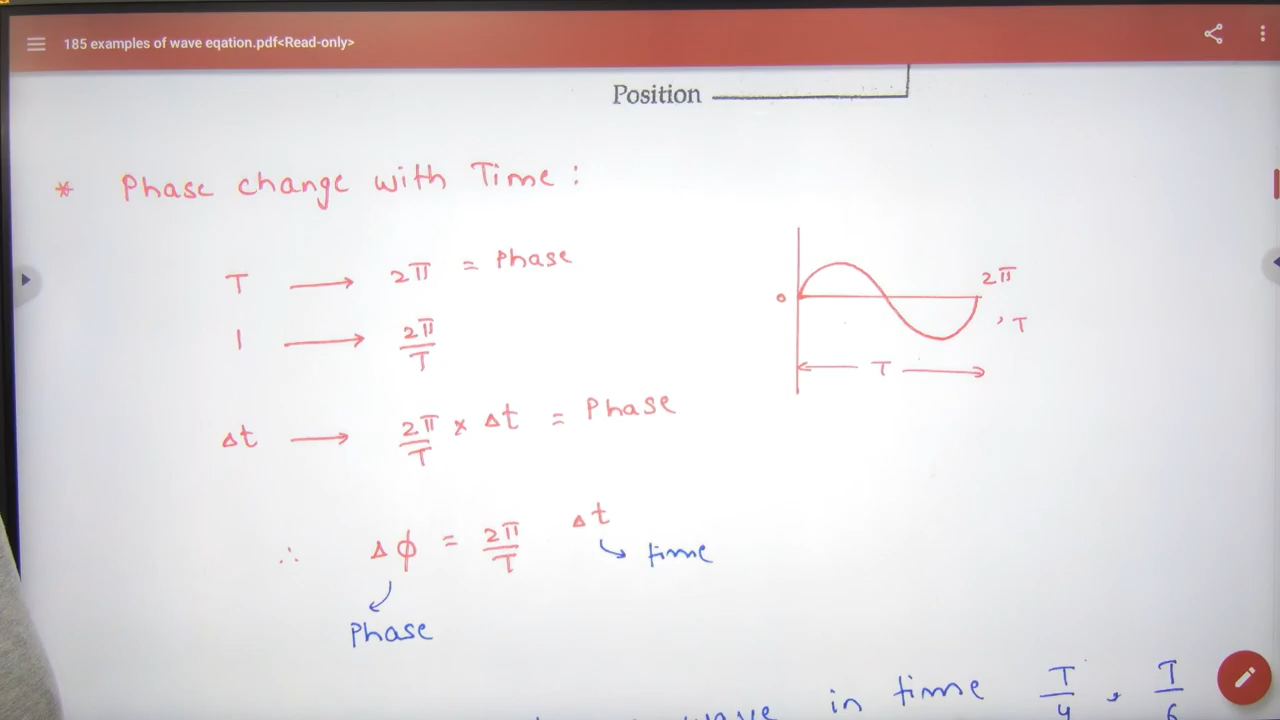 185 examples of wave eqation.pdf<Read-only>
Position
* Phase change with Time :
T → 2π = Phase
1 → 2π/T
Δt → 2π/T × Δt = Phase
0
2π
, T
T
∴ Δϕ = 2π/T Δt
time
Phase
wave in time T/4 , T/6